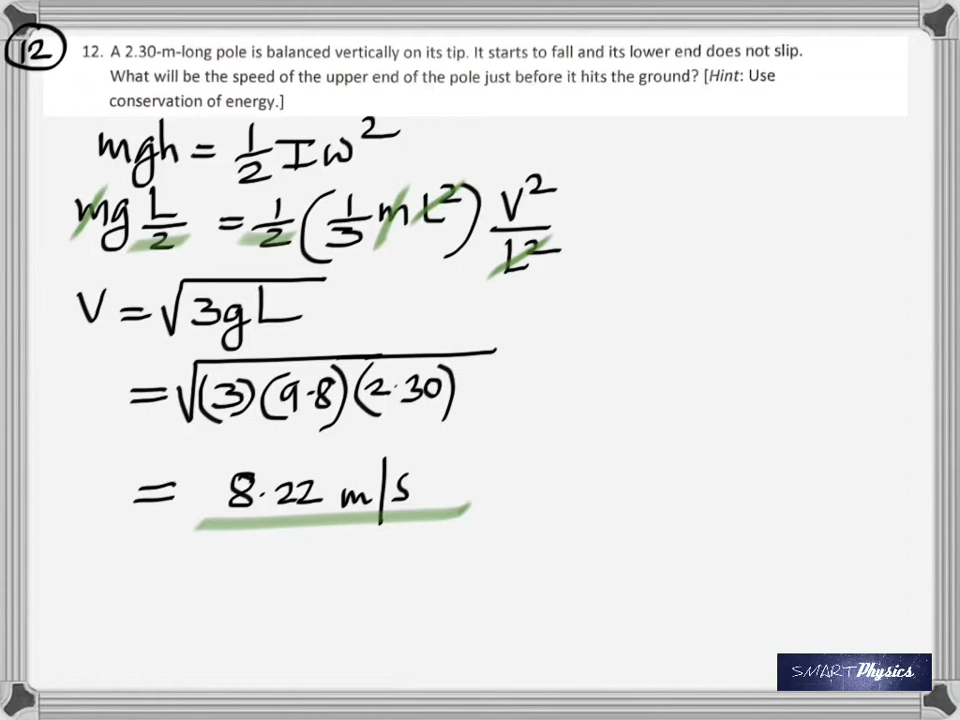 12
12. A 2.30-m-long pole is balanced vertically on its tip. It starts to fall and its lower end does not slip.
What will be the speed of the upper end of the pole just before it hits the ground? [Hint: Use
conservation of energy.]
mgh = 1/2 I ω²
mg L/2 = 1/2 (1/3 m L²) V²/L²
V = √(3gL)
= √((3)(9.8)(2.30))
= 8.22 m/s
SMART Physics